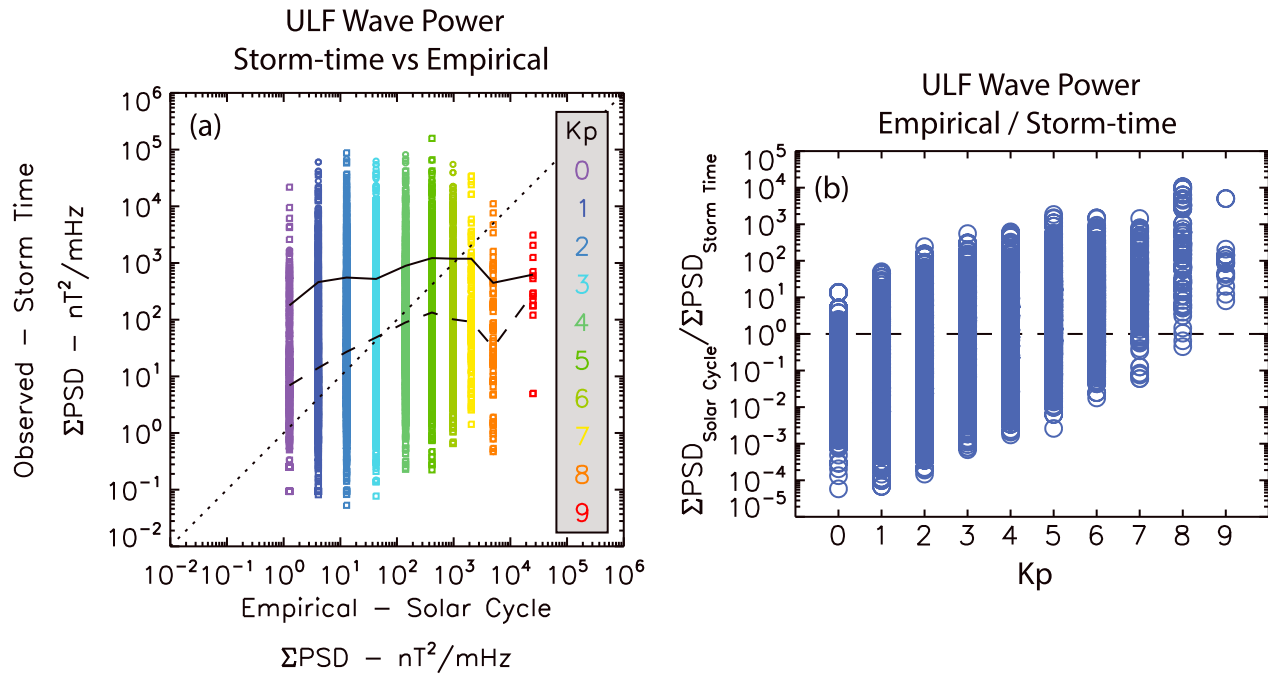 ULF Wave Power
Storm-time vs Empirical
(a)
Observed – Storm Time
ΣPSD – nT²/mHz
10⁶
10⁵
10⁴
10³
10²
10¹
10⁰
10⁻¹
10⁻²
Kp
0
1
2
3
4
5
6
7
8
9
10⁻² 10⁻¹ 10⁰ 10¹ 10² 10³ 10⁴ 10⁵ 10⁶
Empirical – Solar Cycle
ΣPSD – nT²/mHz
ULF Wave Power
Empirical / Storm-time
(b)
ΣPSD_Solar Cycle/ΣPSD_Storm Time
10⁵
10⁴
10³
10²
10¹
10⁰
10⁻¹
10⁻²
10⁻³
10⁻⁴
10⁻⁵
0 1 2 3 4 5 6 7 8 9
Kp